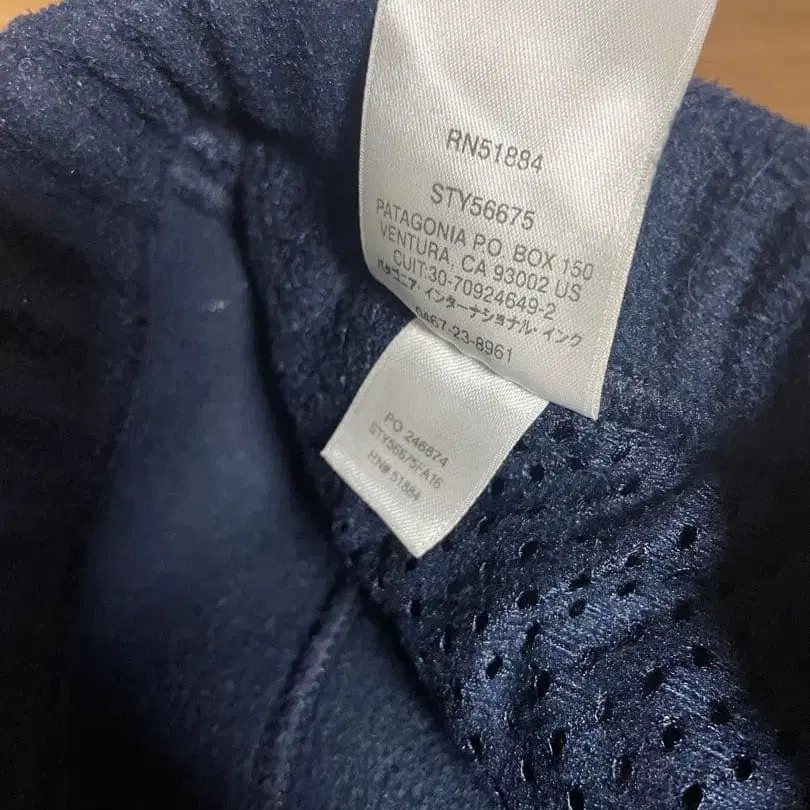 RN51884
STY56675
PATAGONIA P.O. BOX 150
VENTURA, CA 93002 US
CUIT:30-70924649-2
パタゴニア・インターナショナル・インク
0467-23-8961
PO 246874
STY56675FA16
RN# 51884